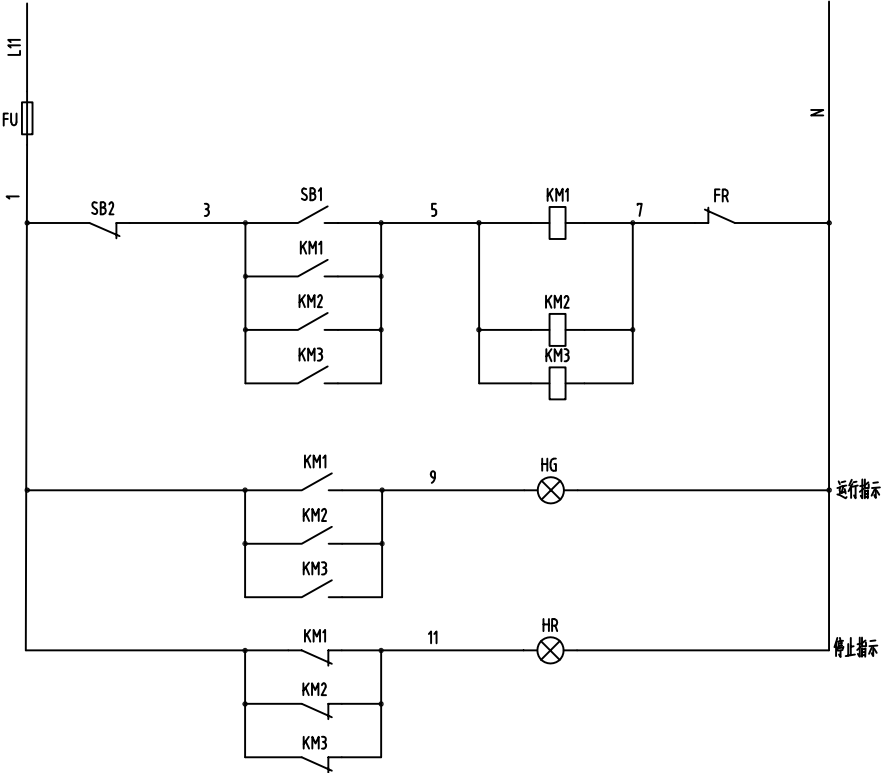 L11
FU
N
1
SB2
3
SB1
5
KM1
7
FR
KM1
KM2
KM2
KM3
KM3
KM1
9
HG
运行指示
KM2
KM3
KM1
11
HR
停止指示
KM2
KM3